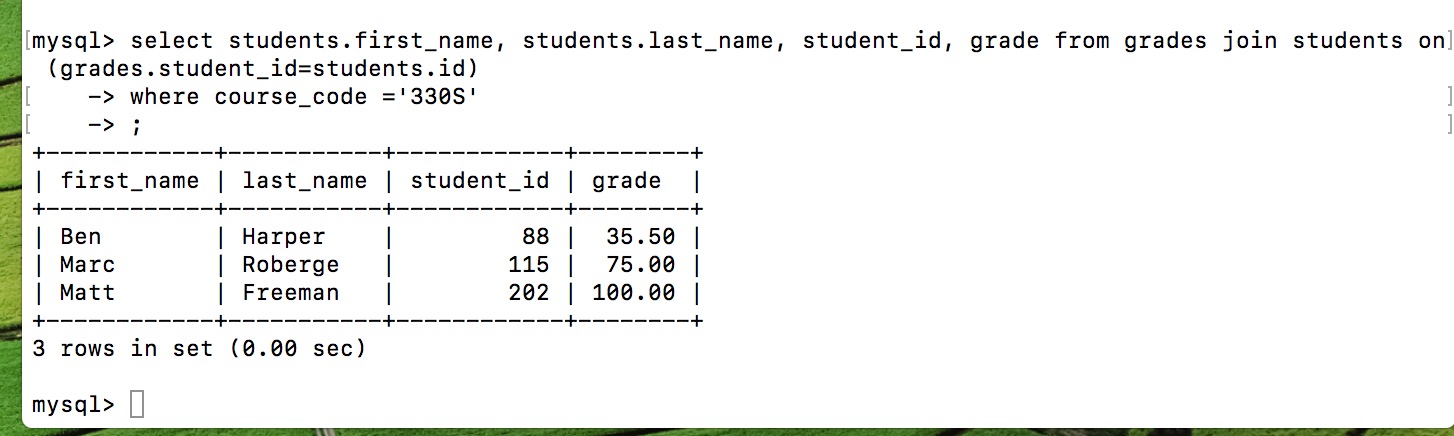 [mysql> select students.first_name, students.last_name, student_id, grade from grades join students on]
 (grades.student_id=students.id)
[    -> where course_code ='330S' ]
[    -> ; ]
+------------+-----------+------------+--------+
| first_name | last_name | student_id | grade  |
+------------+-----------+------------+--------+
| Ben        | Harper    |         88 |  35.50 |
| Marc       | Roberge   |        115 |  75.00 |
| Matt       | Freeman   |        202 | 100.00 |
+------------+-----------+------------+--------+
3 rows in set (0.00 sec)
mysql>